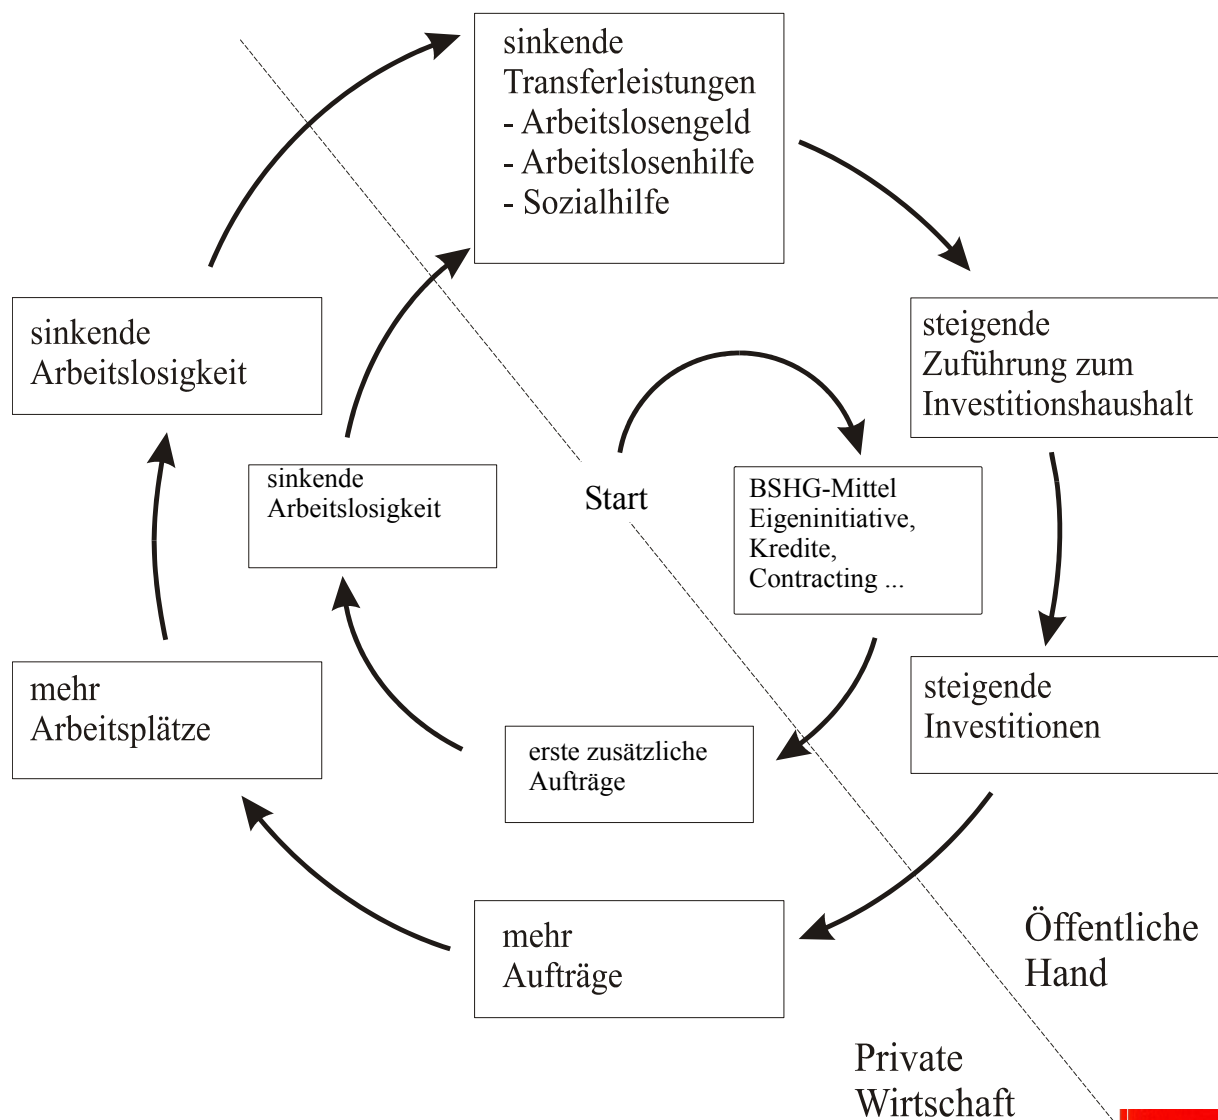 sinkende
Transferleistungen
- Arbeitslosengeld
- Arbeitslosenhilfe
- Sozialhilfe
sinkende
Arbeitslosigkeit
steigende
Zuführung zum
Investitionshaushalt
sinkende
Arbeitslosigkeit
Start
BSHG-Mittel
Eigeninitiative,
Kredite,
Contracting ...
mehr
Arbeitsplätze
steigende
Investitionen
erste zusätzliche
Aufträge
mehr
Aufträge
Öffentliche
Hand
Private
Wirtschaft